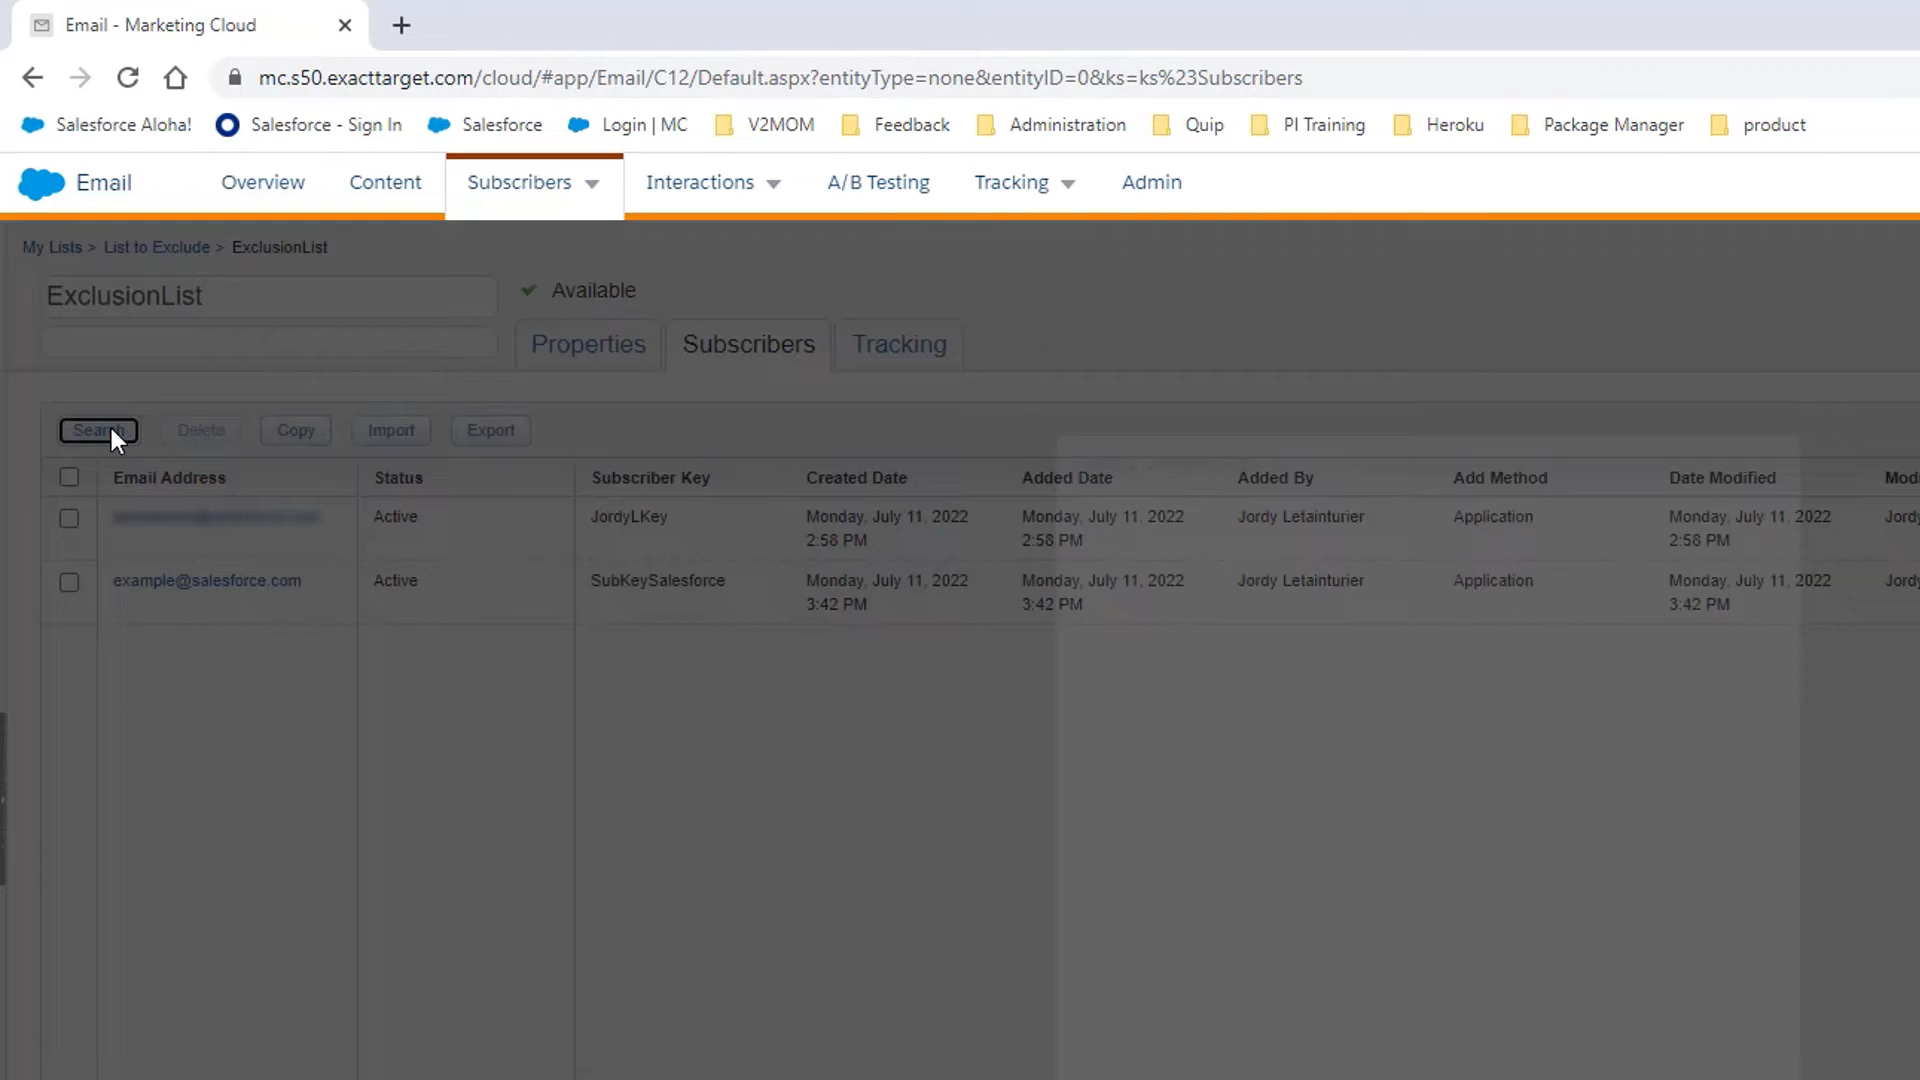 Email - Marketing Cloud
mc.s50.exacttarget.com/cloud/#app/Email/C12/Default.aspx?entityType=none&entityID=0&ks=ks%23Subscribers
Salesforce Aloha! Salesforce - Sign In Salesforce Login | MC V2MOM Feedback Administration Quip PI Training Heroku Package Manager product
Email Overview Content Subscribers Interactions A/B Testing Tracking Admin
My Lists > List to Exclude > ExclusionList
ExclusionList Available
Properties Subscribers Tracking
Search Delete Copy Import Export
Email Address Status Subscriber Key Created Date Added Date Added By Add Method Date Modified
Active JordyLKey Monday, July 11, 2022 Monday, July 11, 2022 Jordy Letainturier Application Monday, July 11, 2022 Jordy
2:58 PM 2:58 PM 2:58 PM
example@salesforce.com Active SubKeySalesforce Monday, July 11, 2022 Monday, July 11, 2022 Jordy Letainturier Application Monday, July 11, 2022 Jordy
3:42 PM 3:42 PM 3:42 PM